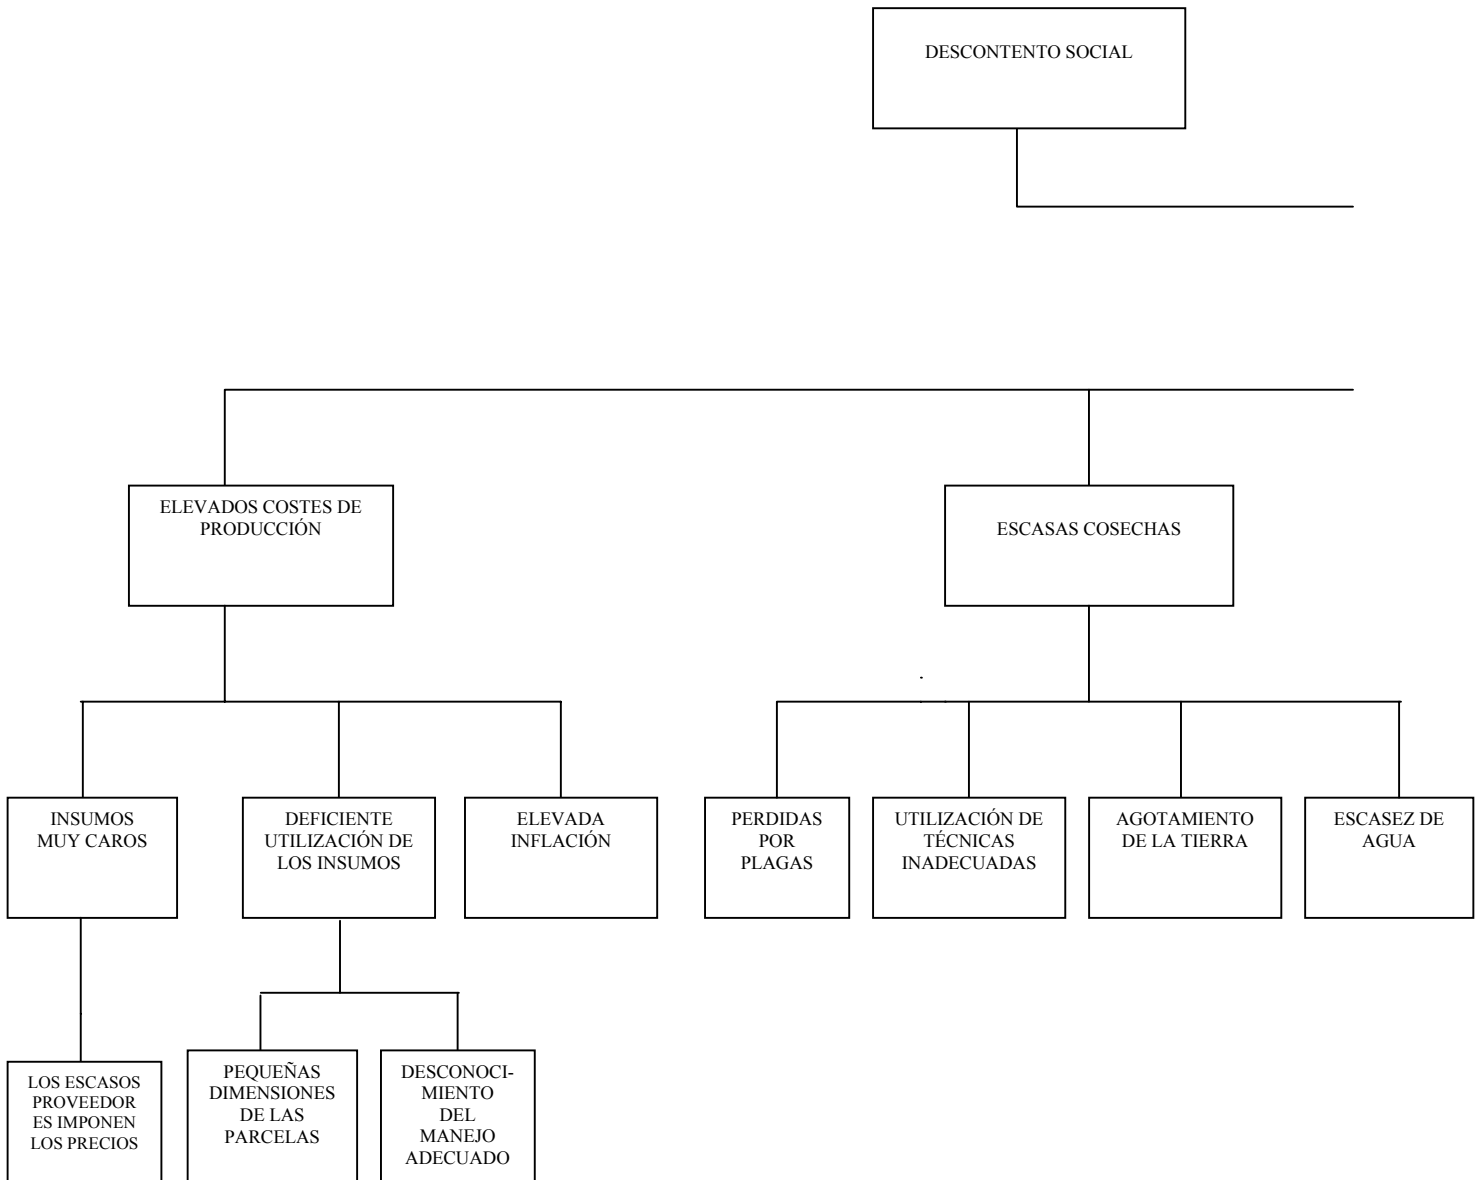 DESCONTENTO SOCIAL
ELEVADOS COSTES DE
PRODUCCIÓN
ESCASAS COSECHAS
INSUMOS
MUY CAROS
DEFICIENTE
UTILIZACIÓN DE
LOS INSUMOS
ELEVADA
INFLACIÓN
PERDIDAS
POR
PLAGAS
UTILIZACIÓN DE
TÉCNICAS
INADECUADAS
AGOTAMIENTO
DE LA TIERRA
ESCASEZ DE
AGUA
LOS ESCASOS
PROVEEDOR
ES IMPONEN
LOS PRECIOS
PEQUEÑAS
DIMENSIONES
DE LAS
PARCELAS
DESCONOCI-
MIENTO
DEL
MANEJO
ADECUADO